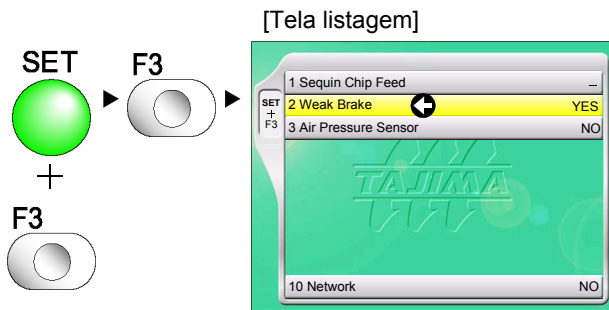 [Tela listagem]
SET
F3
F3
SET
+
F3
1 Sequin Chip Feed –
2 Weak Brake YES
3 Air Pressure Sensor NO
TAJIMA
10 Network NO